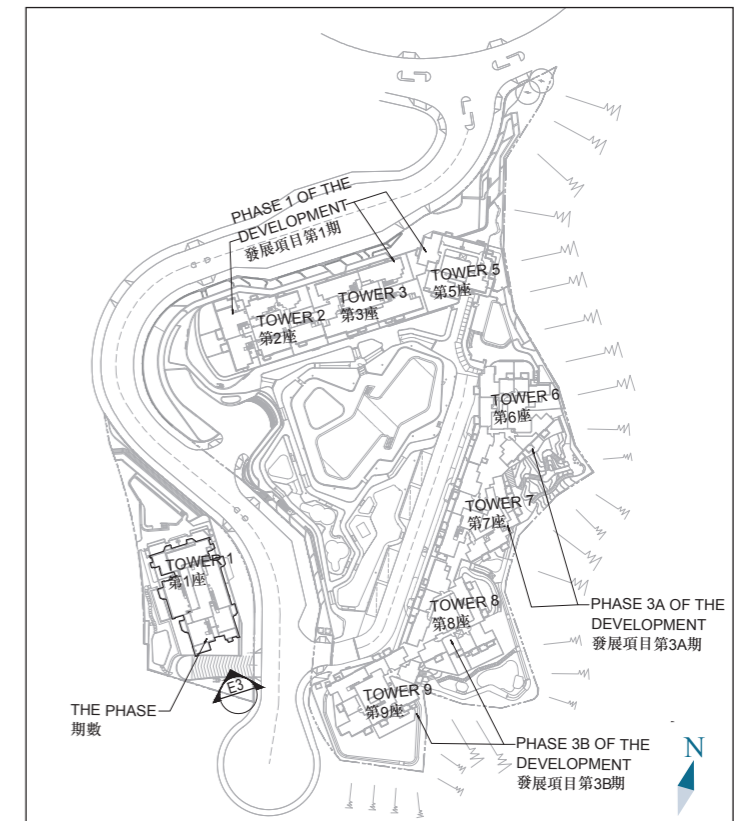 PHASE 1 OF THE
DEVELOPMENT
發展項目第1期
TOWER 5
第5座
TOWER 3
第3座
TOWER 2
第2座
TOWER 6
第6座
TOWER 7
第7座
TOWER 1
第1座
TOWER 8
第8座
PHASE 3A OF THE
DEVELOPMENT
發展項目第3A期
E3
TOWER 9
第9座
THE PHASE
期數
PHASE 3B OF THE
DEVELOPMENT
發展項目第3B期
N